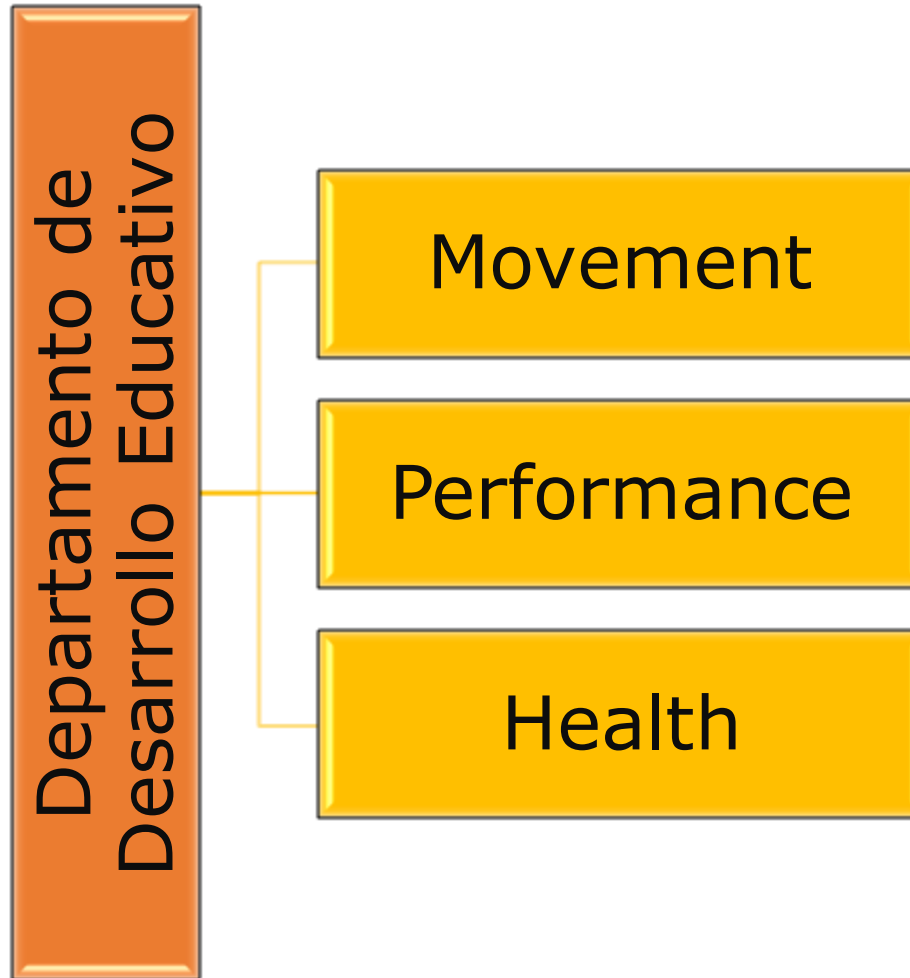 Departamento de
Desarrollo Educativo
Movement
Performance
Health